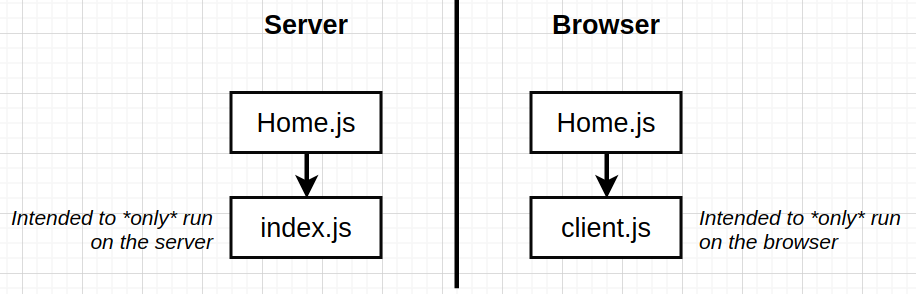 Server
Browser
Home.js
Home.js
Intended to *only* run
on the server
index.js
client.js
Intended to *only* run
on the browser